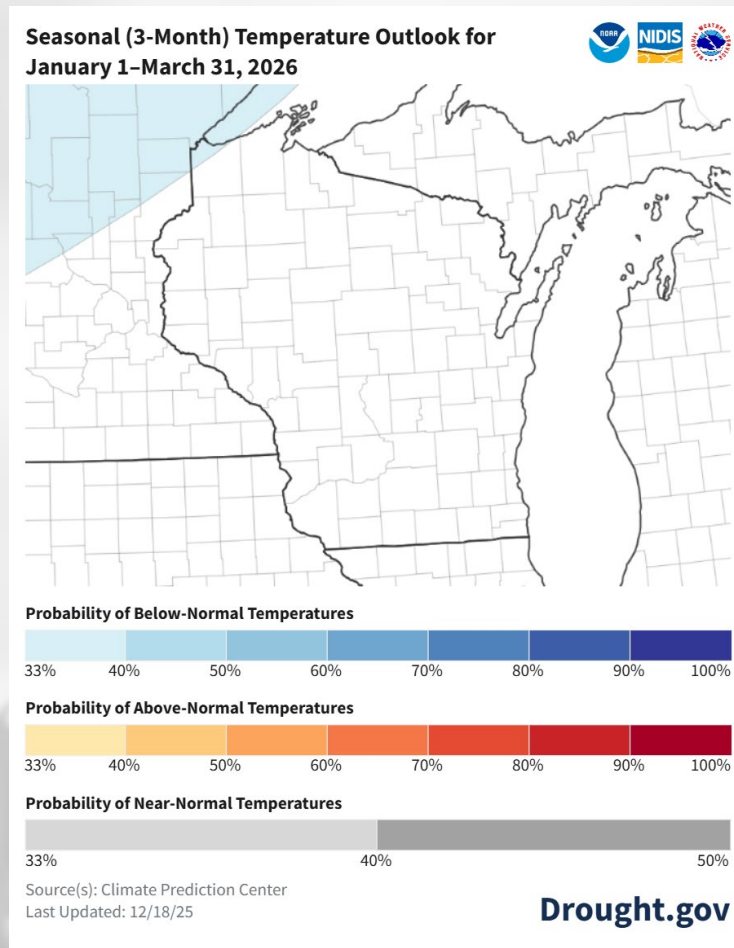 Seasonal (3-Month) Temperature Outlook for
January 1–March 31, 2026
NOAA
NIDIS
Probability of Below-Normal Temperatures
33% 40% 50% 60% 70% 80% 90% 100%
Probability of Above-Normal Temperatures
33% 40% 50% 60% 70% 80% 90% 100%
Probability of Near-Normal Temperatures
33% 40% 50%
Source(s): Climate Prediction Center
Last Updated: 12/18/25
Drought.gov